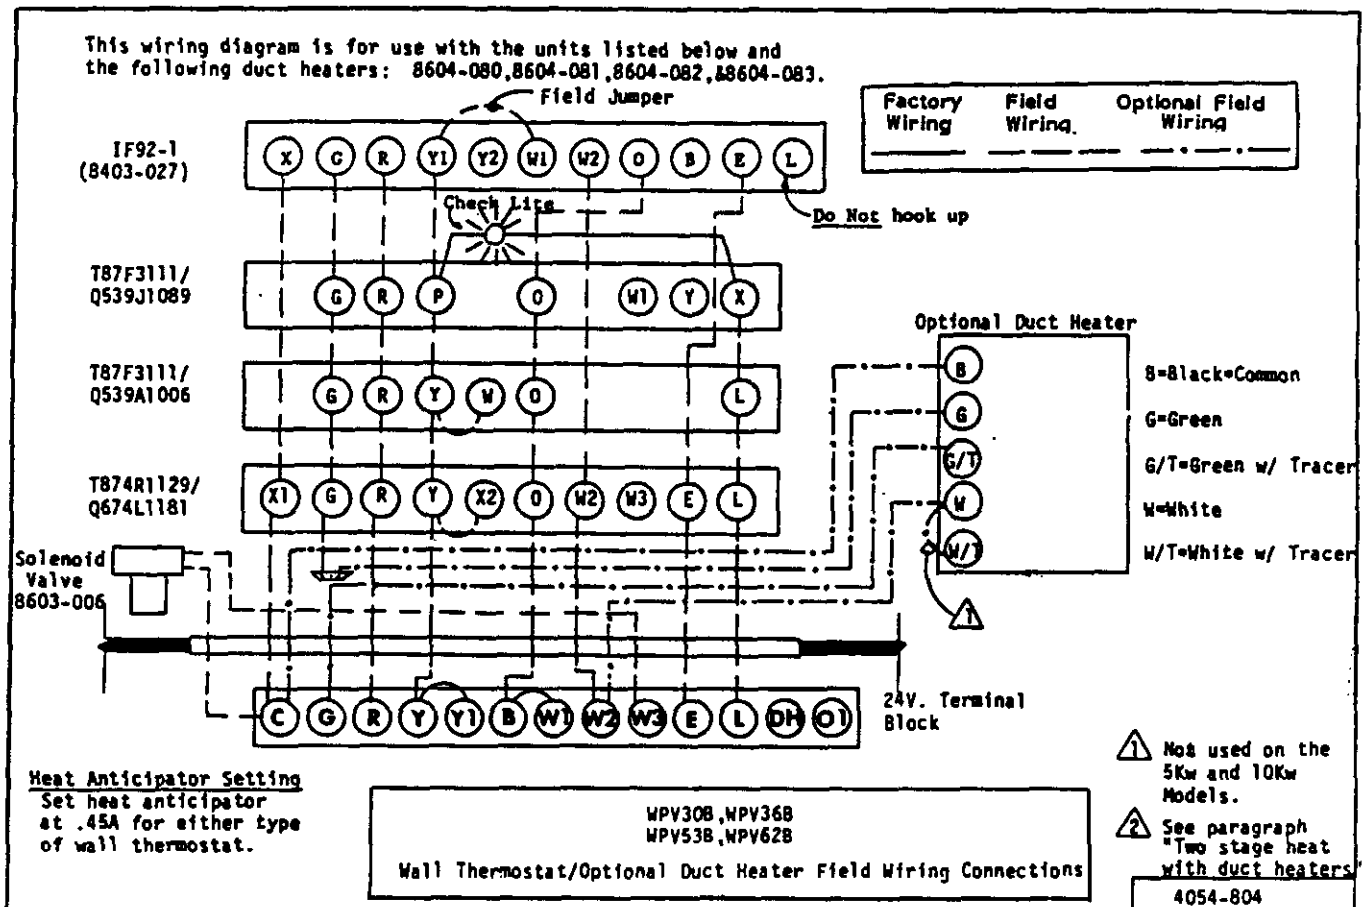 This wiring diagram is for use with the units listed below and
the following duct heaters: 8604-080,8604-081,8604-082,&8604-083.
Field Jumper
Factory Wiring
Field Wiring.
Optional Field Wiring
IF92-1
(8403-027)
X G R Y1 Y2 W1 W2 O B E L
Check Lite
Do Not hook up
T87F3111/
Q539J1089
G R P O W1 Y X
T87F3111/
Q539A1006
G R Y W O L
T874R1129/
Q674L1181
X1 G R Y X2 O W2 W3 E L
Optional Duct Heater
B
G
G/T
W
W/T
B=Black=Common
G=Green
G/T=Green w/ Tracer
W=White
W/T=White w/ Tracer
1
Solenoid
Valve
8603-006
C G R Y Y1 B W1 W2 W3 E L DH O1
24V. Terminal
Block
Heat Anticipator Setting
Set heat anticipator
at .45A for either type
of wall thermostat.
WPV30B,WPV36B
WPV53B,WPV62B
Wall Thermostat/Optional Duct Heater Field Wiring Connections
1 Not used on the
5Kw and 10Kw
Models.
2 See paragraph
"Two stage heat
with duct heaters"
4054-804